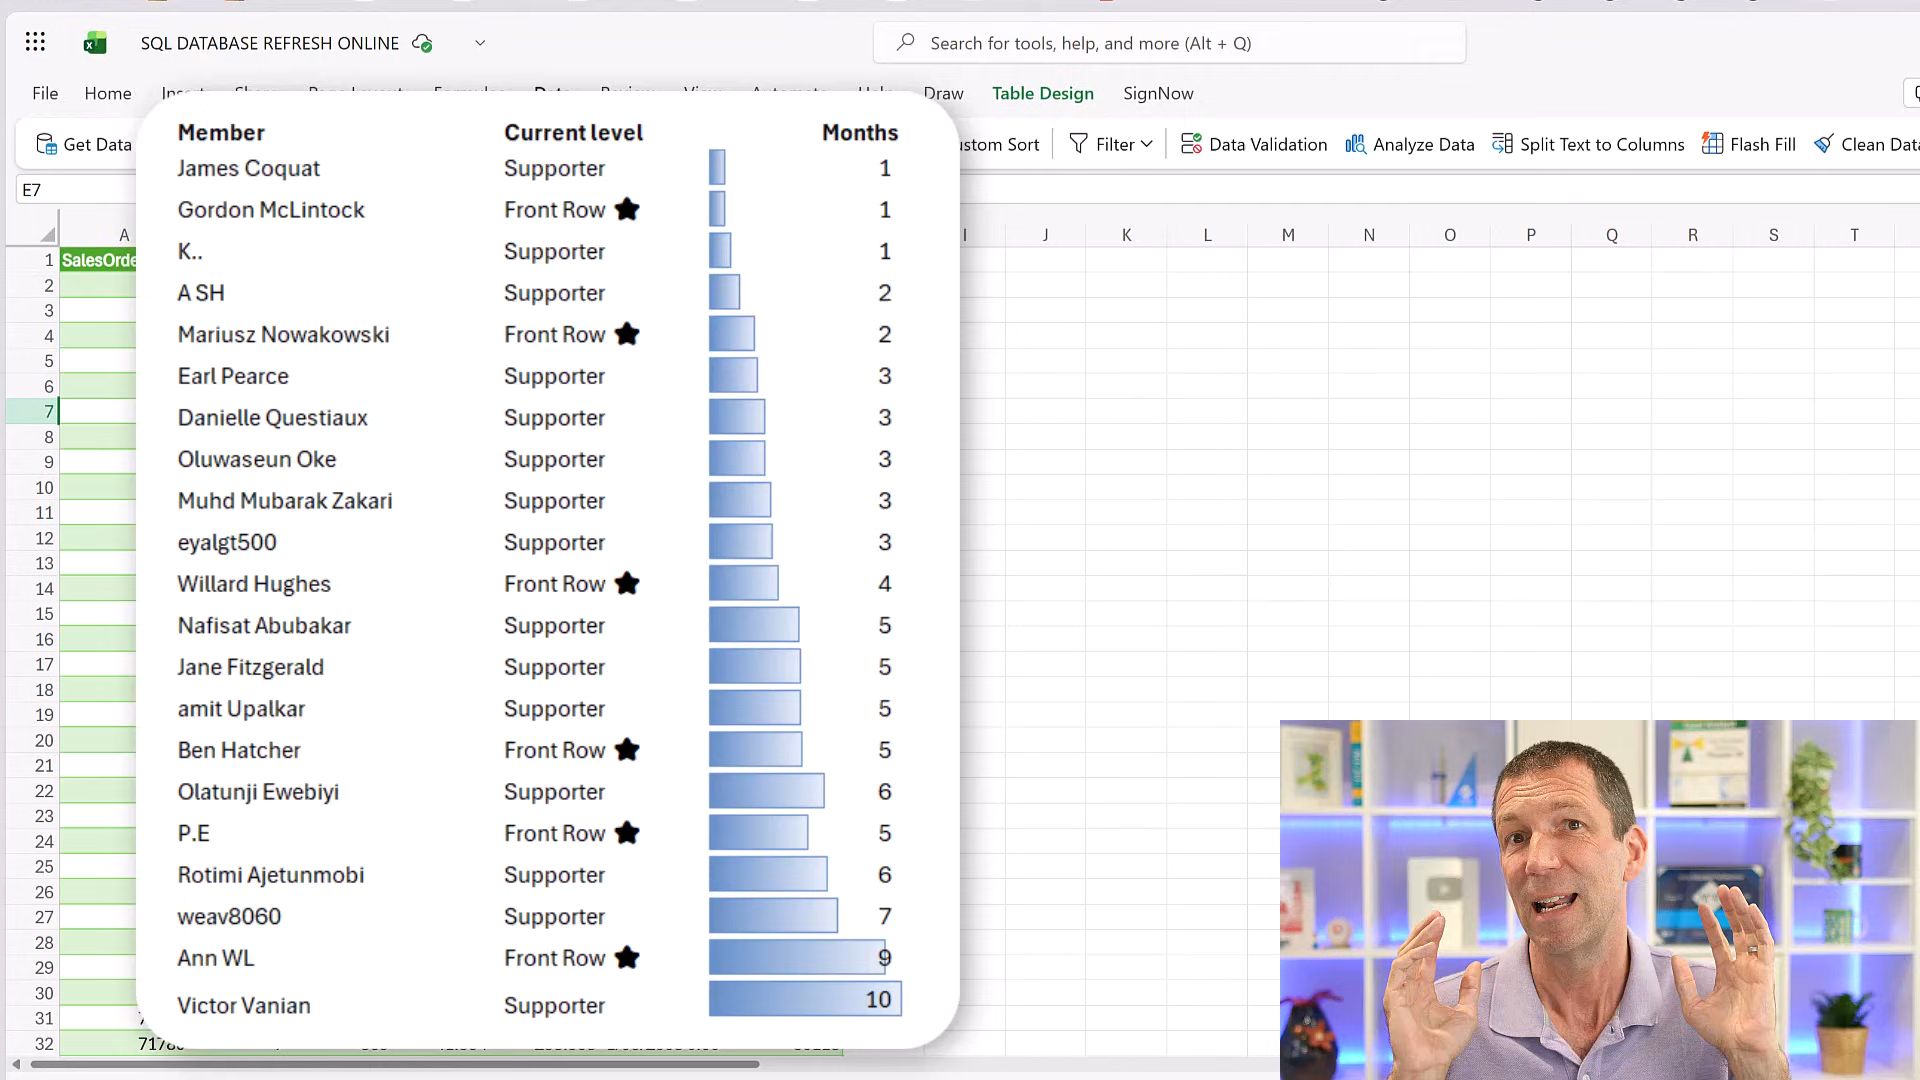 SQL DATABASE REFRESH ONLINE
Search for tools, help, and more (Alt + Q)
File Home Draw Table Design SignNow
Get Data Custom Sort Filter Data Validation Analyze Data Split Text to Columns Flash Fill Clean Data
E7
A I J K L M N O P Q R S T
1 SalesOrde
2
3
4
5
6
7
8
9
10
11
12
13
14
15
16
17
18
19
20
21
22
23
24
25
26
27
28
29
30
31
32
Member Current level Months
James Coquat Supporter 1
Gordon McLintock Front Row ★ 1
K.. Supporter 1
A SH Supporter 2
Mariusz Nowakowski Front Row ★ 2
Earl Pearce Supporter 3
Danielle Questiaux Supporter 3
Oluwaseun Oke Supporter 3
Muhd Mubarak Zakari Supporter 3
eyalgt500 Supporter 3
Willard Hughes Front Row ★ 4
Nafisat Abubakar Supporter 5
Jane Fitzgerald Supporter 5
amit Upalkar Supporter 5
Ben Hatcher Front Row ★ 5
Olatunji Ewebiyi Supporter 6
P.E Front Row ★ 5
Rotimi Ajetunmobi Supporter 6
weav8060 Supporter 7
Ann WL Front Row ★ 9
Victor Vanian Supporter 10